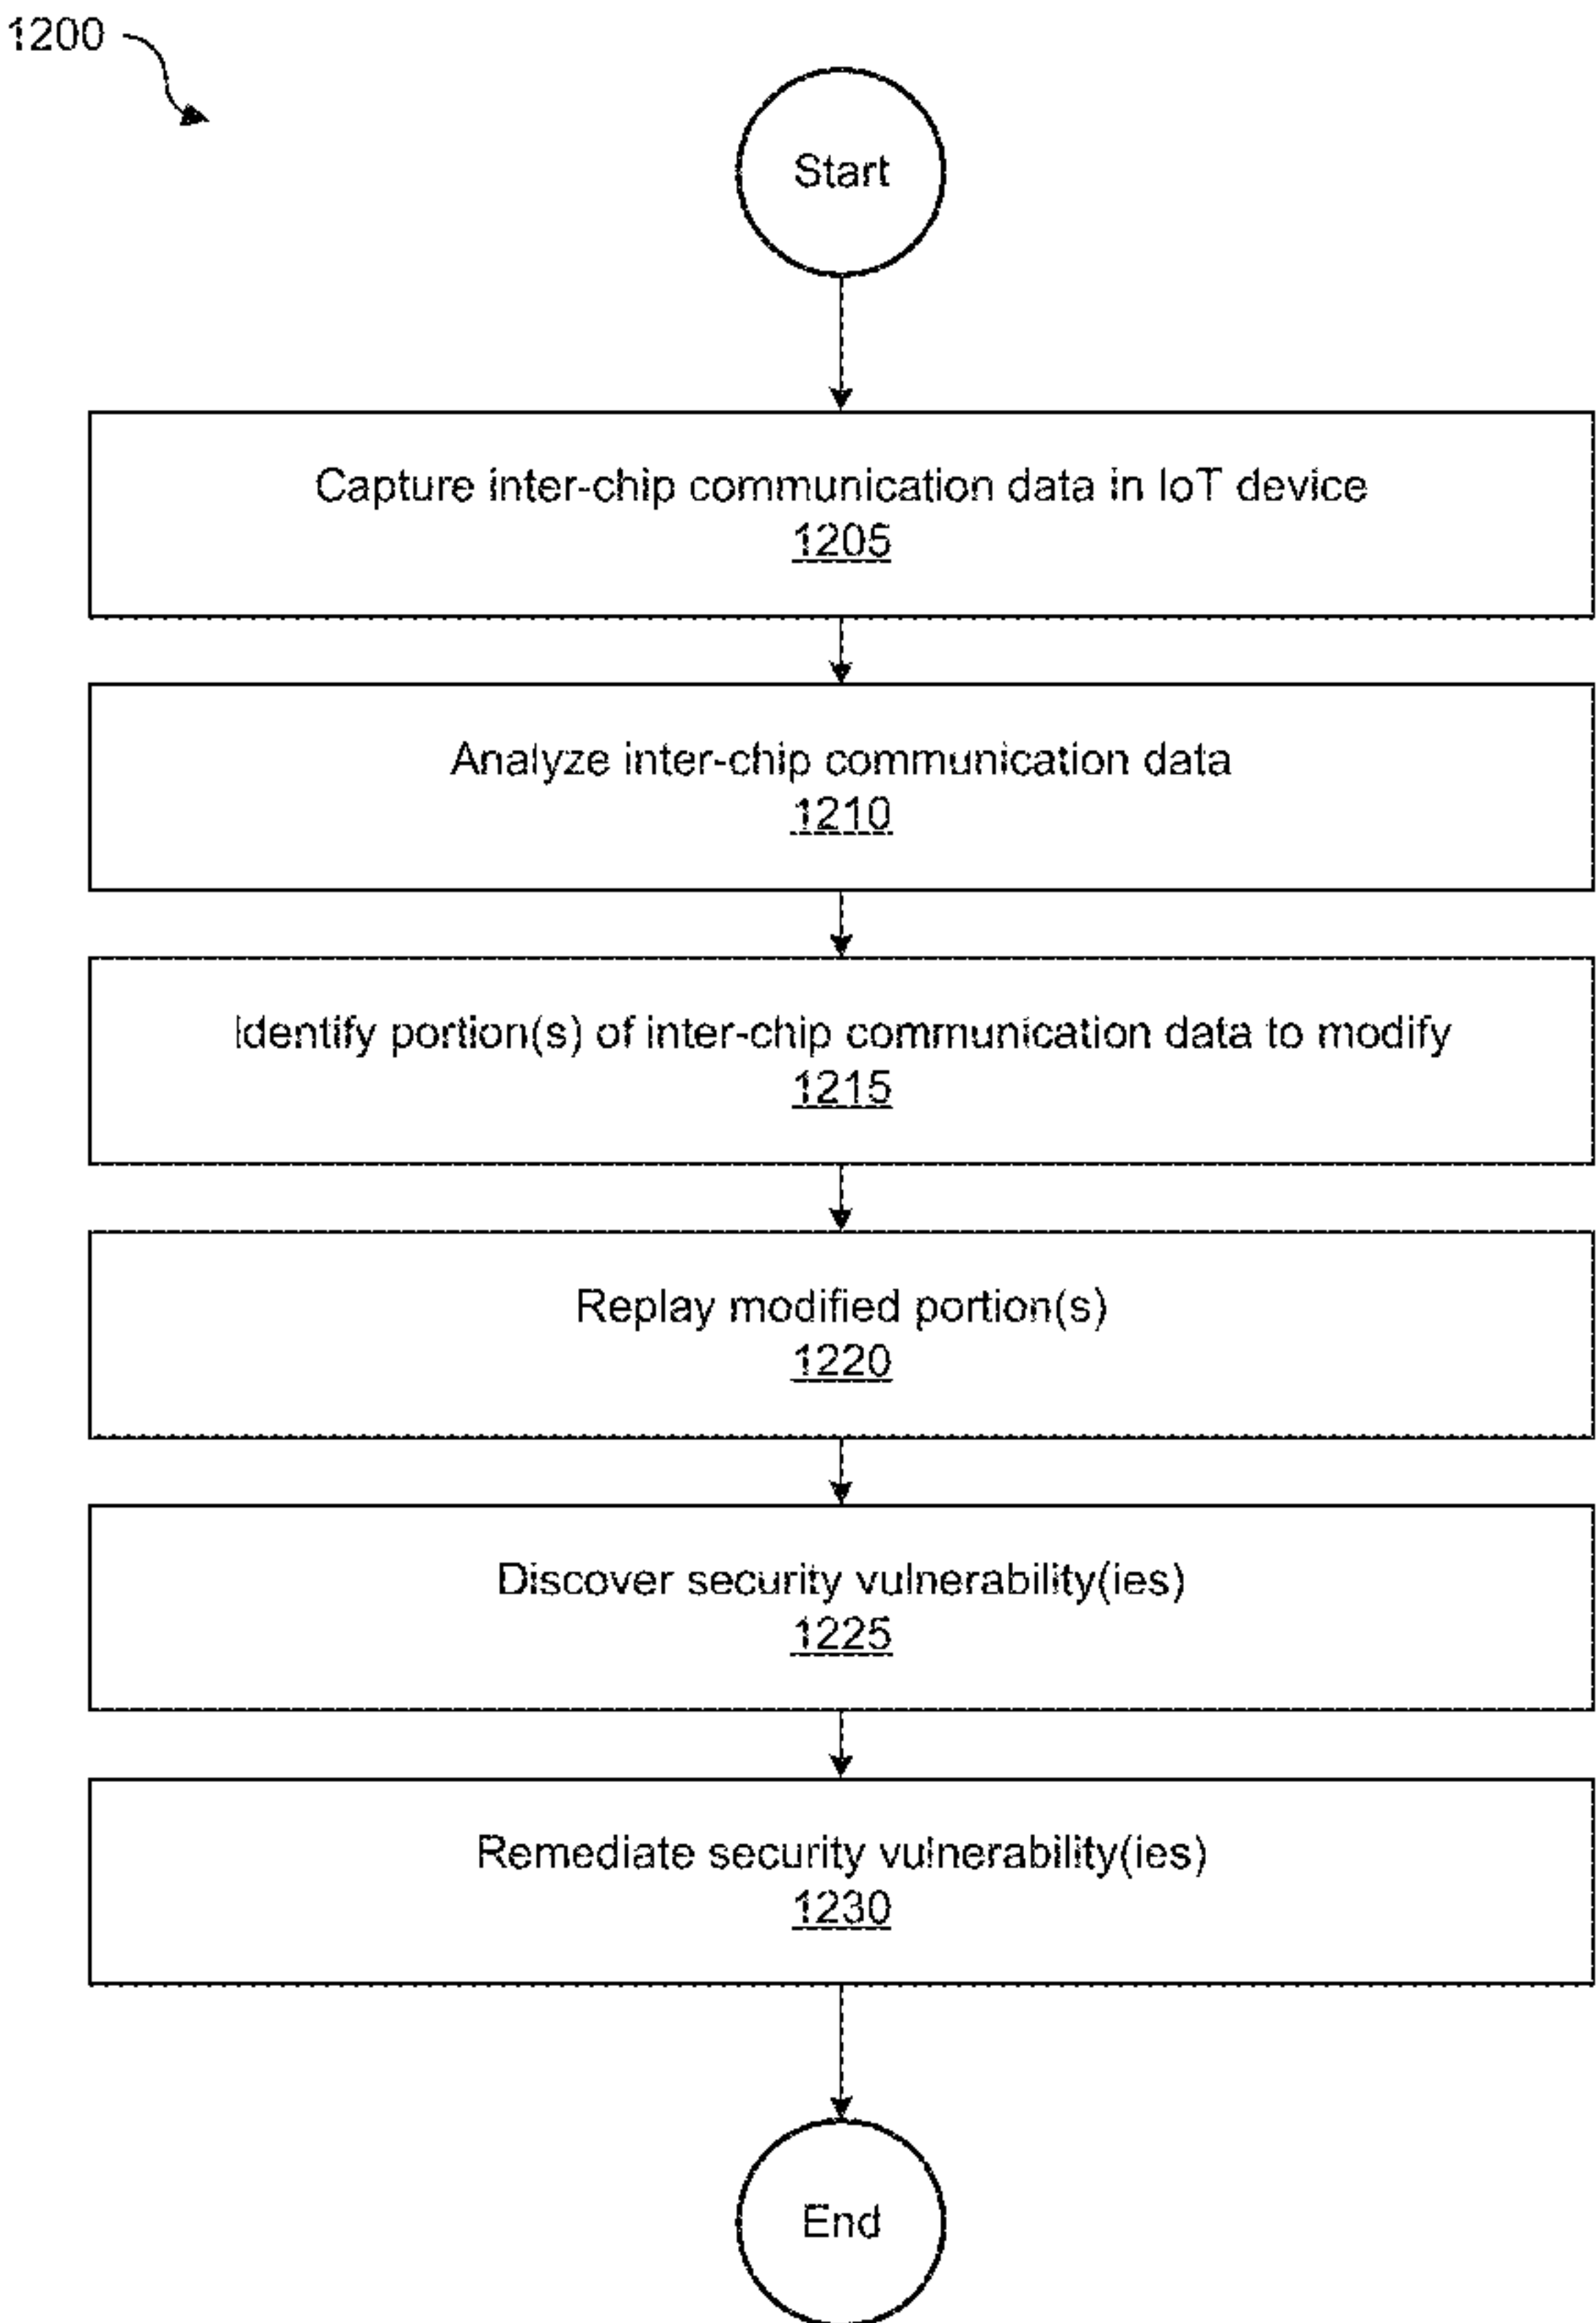 1200
Start
Capture inter-chip communication data in IoT device
1205
Analyze inter-chip communication data
1210
Identify portion(s) of inter-chip communication data to modify
1215
Replay modified portion(s)
1220
Discover security vulnerability(ies)
1225
Remediate security vulnerability(ies)
1230
End